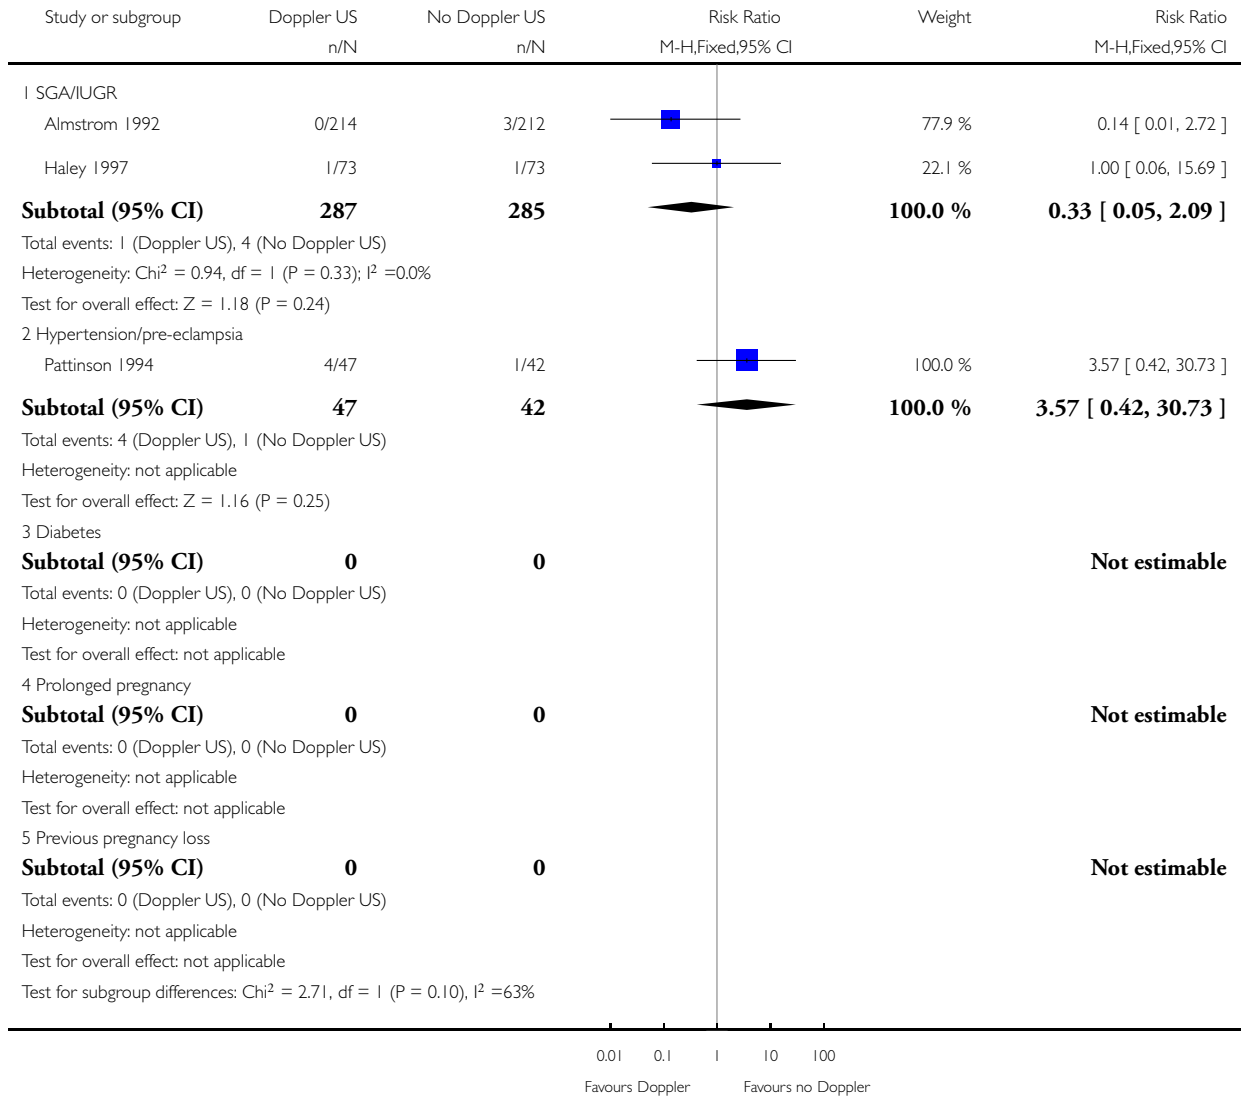 Study or subgroup Doppler US No Doppler US Risk Ratio Weight Risk Ratio
n/N n/N M-H,Fixed,95% CI M-H,Fixed,95% CI
1 SGA/IUGR
Almstrom 1992 0/214 3/212 77.9 % 0.14 [ 0.01, 2.72 ]
Haley 1997 1/73 1/73 22.1 % 1.00 [ 0.06, 15.69 ]
Subtotal (95% CI) 287 285 100.0 % 0.33 [ 0.05, 2.09 ]
Total events: 1 (Doppler US), 4 (No Doppler US)
Heterogeneity: Chi² = 0.94, df = 1 (P = 0.33); I² =0.0%
Test for overall effect: Z = 1.18 (P = 0.24)
2 Hypertension/pre-eclampsia
Pattinson 1994 4/47 1/42 100.0 % 3.57 [ 0.42, 30.73 ]
Subtotal (95% CI) 47 42 100.0 % 3.57 [ 0.42, 30.73 ]
Total events: 4 (Doppler US), 1 (No Doppler US)
Heterogeneity: not applicable
Test for overall effect: Z = 1.16 (P = 0.25)
3 Diabetes
Subtotal (95% CI) 0 0 Not estimable
Total events: 0 (Doppler US), 0 (No Doppler US)
Heterogeneity: not applicable
Test for overall effect: not applicable
4 Prolonged pregnancy
Subtotal (95% CI) 0 0 Not estimable
Total events: 0 (Doppler US), 0 (No Doppler US)
Heterogeneity: not applicable
Test for overall effect: not applicable
5 Previous pregnancy loss
Subtotal (95% CI) 0 0 Not estimable
Total events: 0 (Doppler US), 0 (No Doppler US)
Heterogeneity: not applicable
Test for overall effect: not applicable
Test for subgroup differences: Chi² = 2.71, df = 1 (P = 0.10), I² =63%
0.01 0.1 1 10 100
Favours Doppler Favours no Doppler